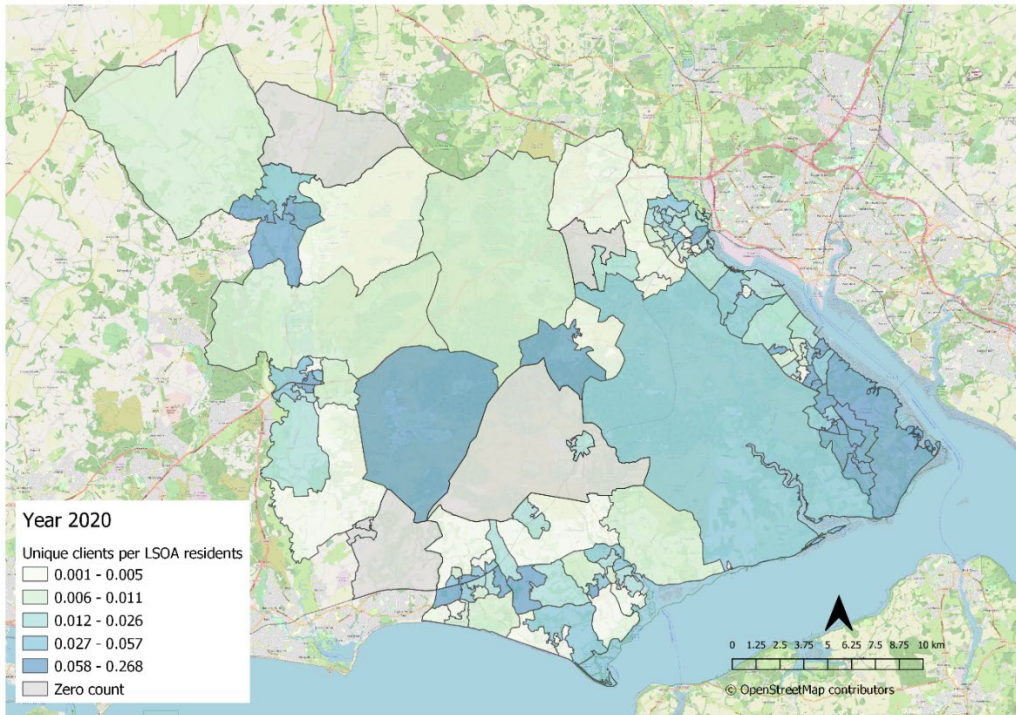 Year 2020
Unique clients per LSOA residents
0.001 - 0.005
0.006 - 0.011
0.012 - 0.026
0.027 - 0.057
0.058 - 0.268
Zero count
0 1.25 2.5 3.75 5 6.25 7.5 8.75 10 km
© OpenStreetMap contributors